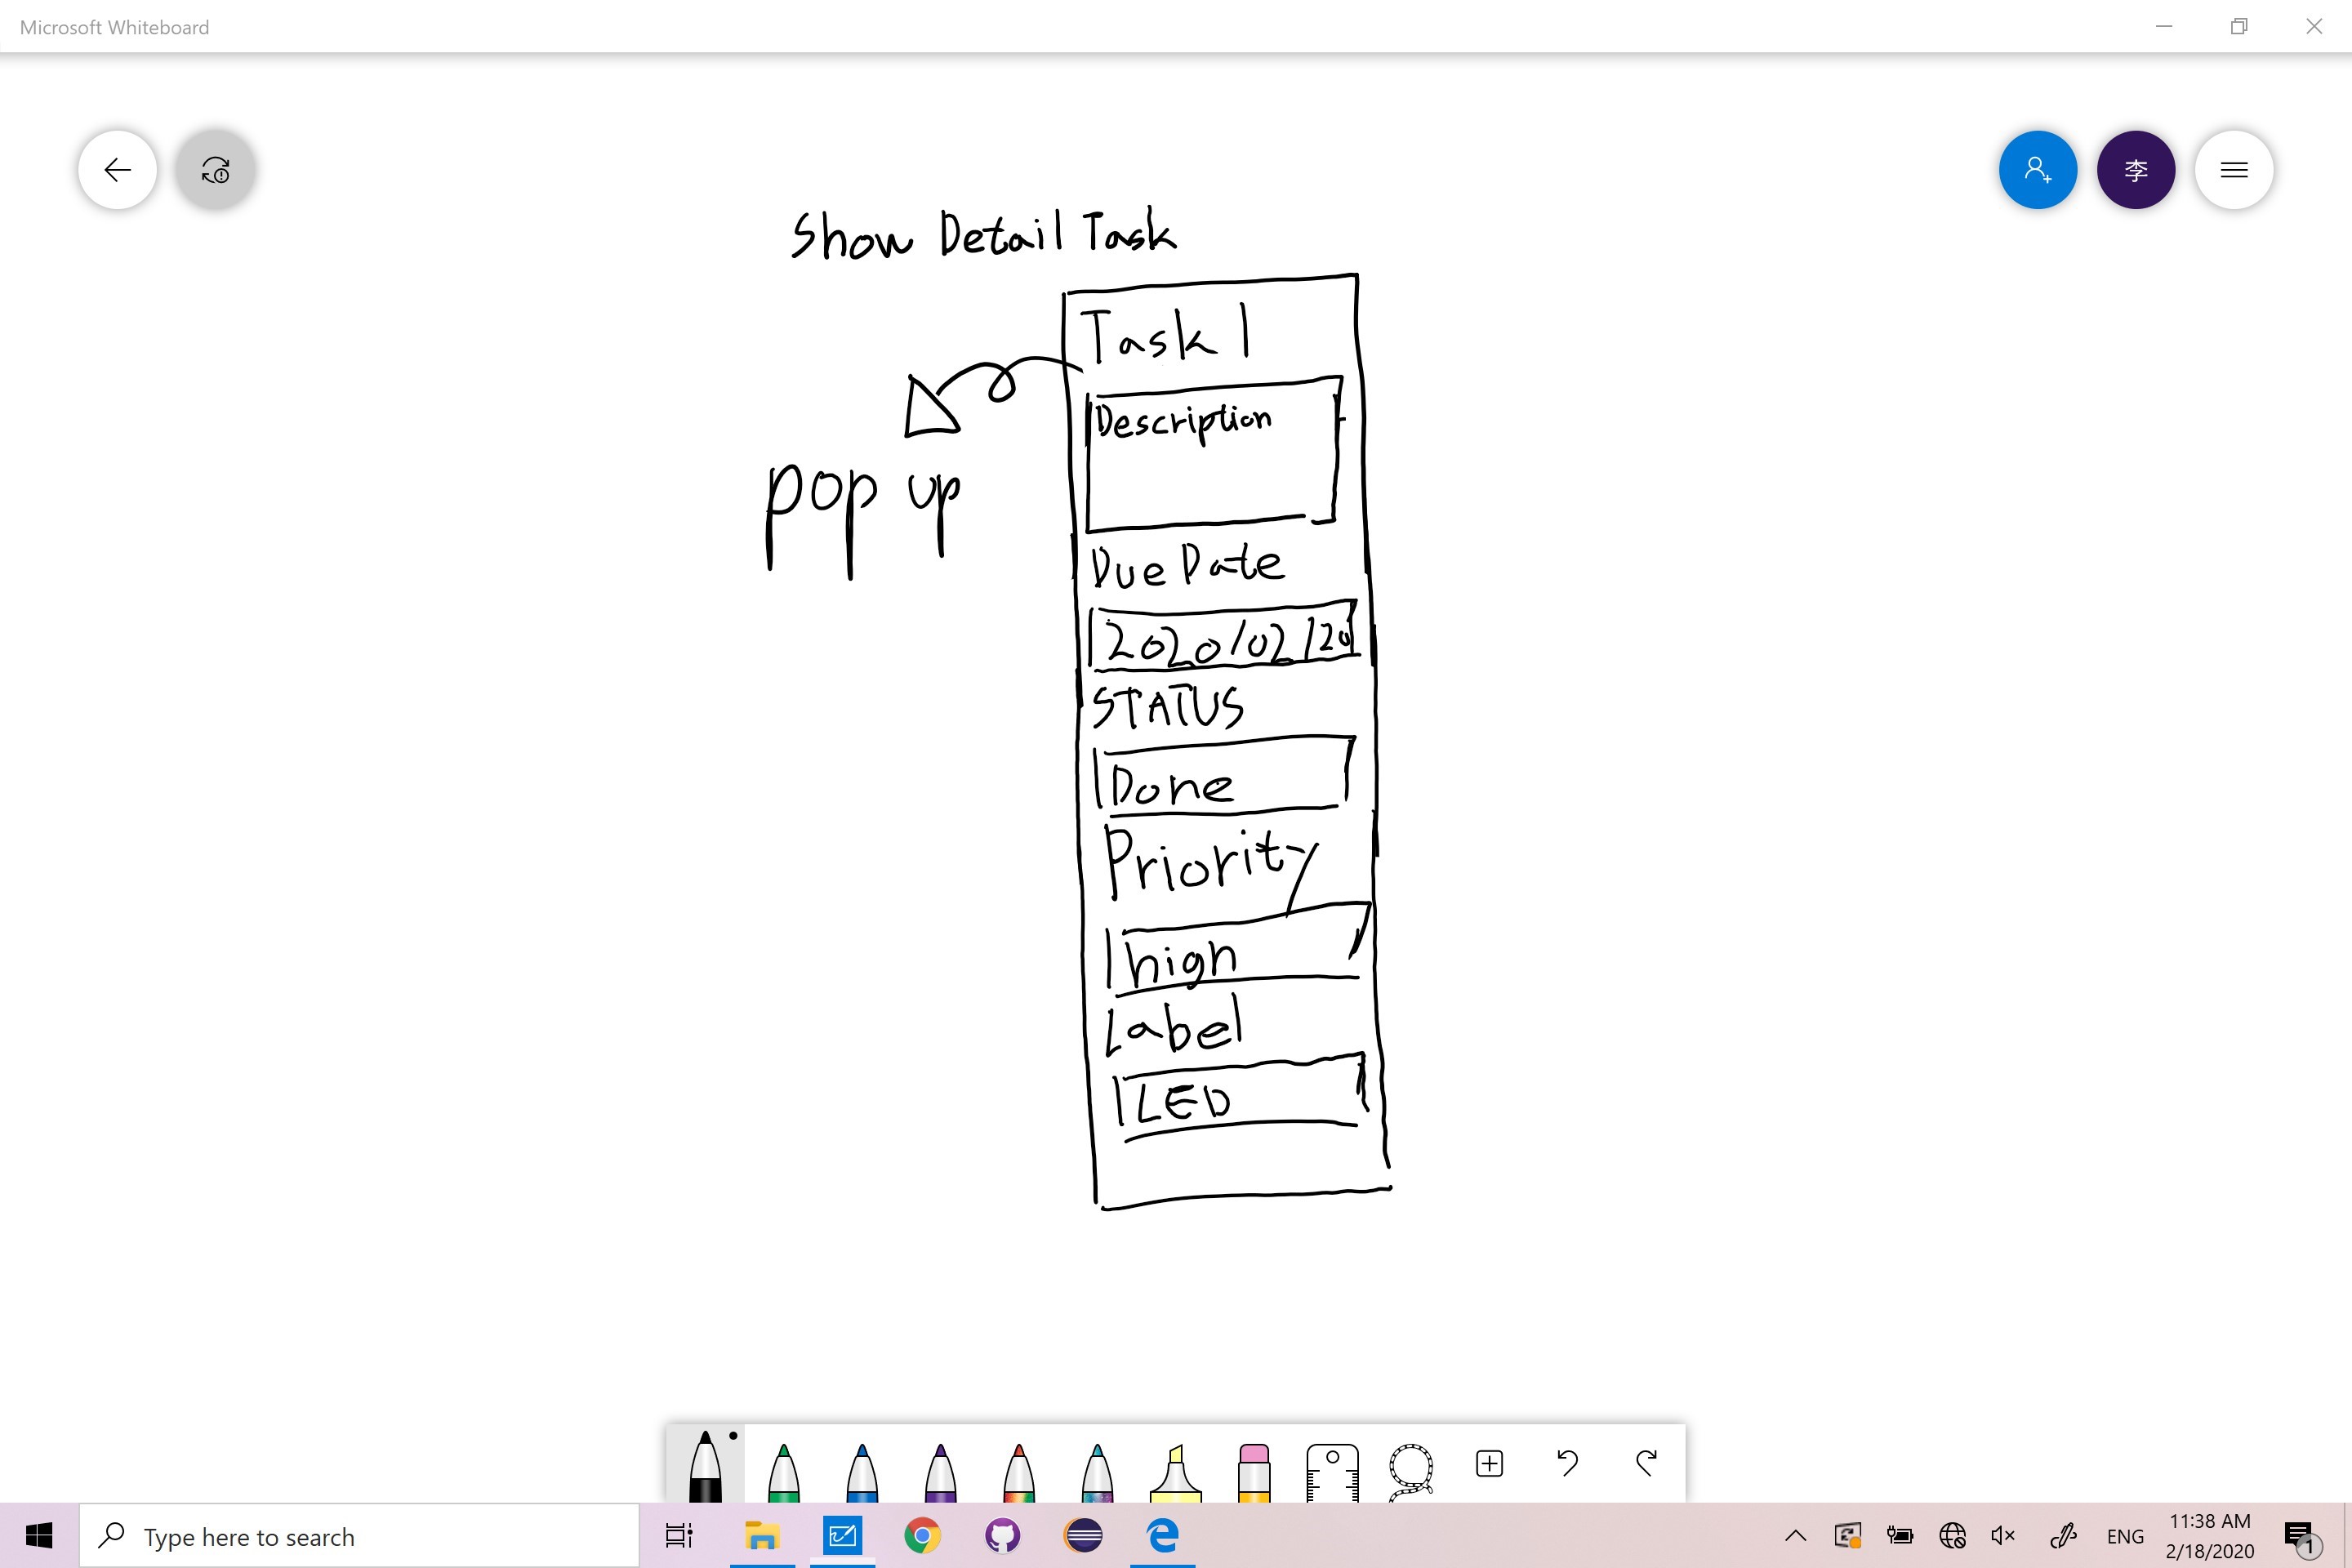 Microsoft Whiteboard
李
Show Detail Task
Task 1
Description
pop up
Due Date
2020/02/20
STATUS
Done
Priority
high
Label
LED
Type here to search
ENG
11:38 AM
2/18/2020
1